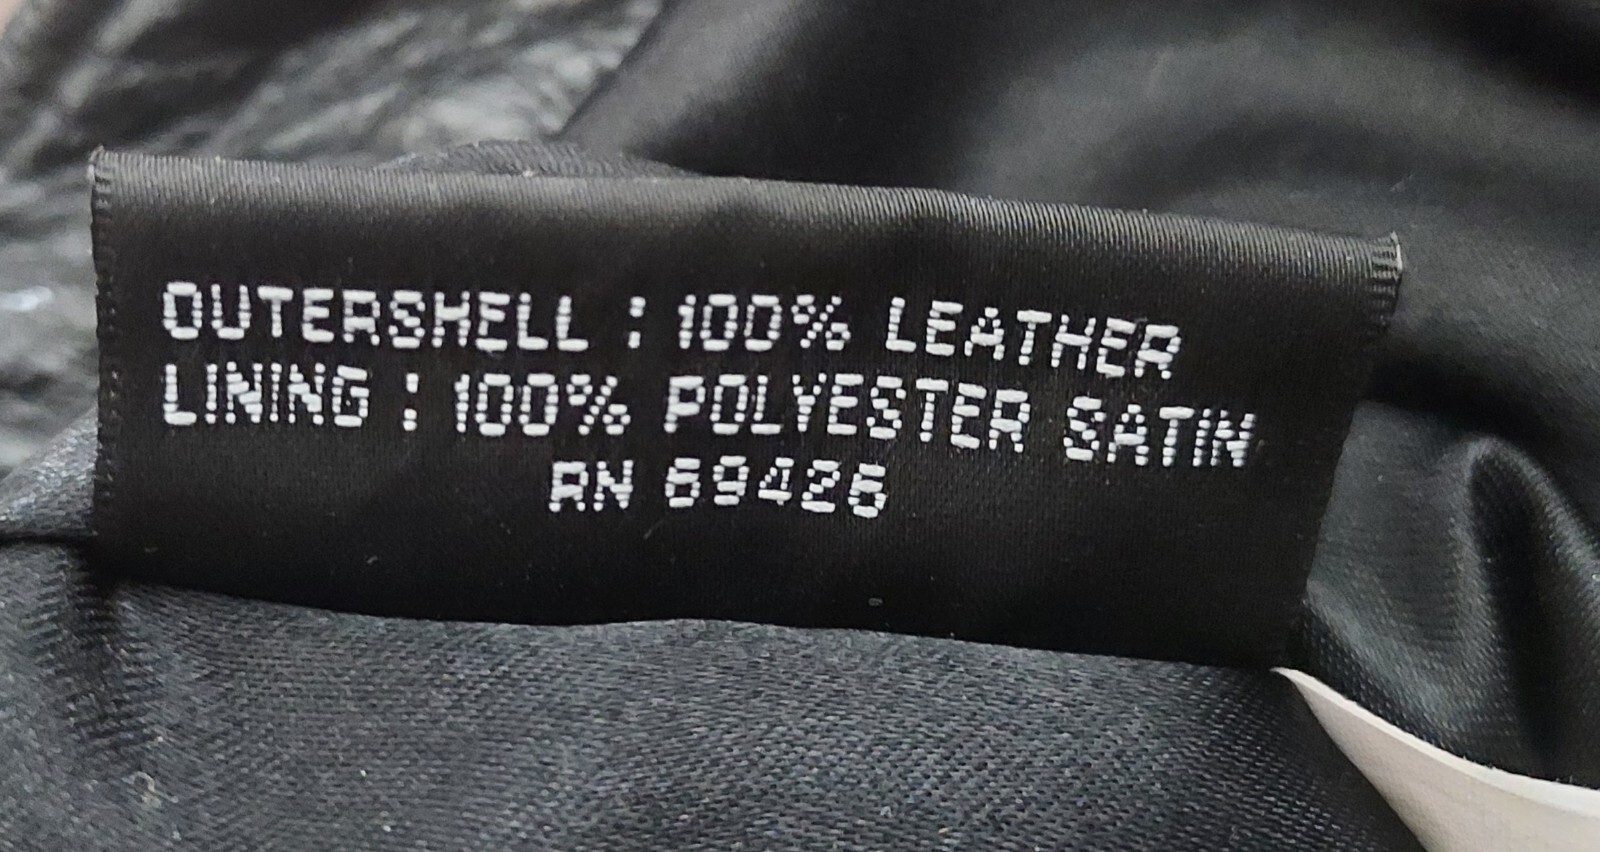 OUTERSHELL : 100% LEATHER
LINING : 100% POLYESTER SATIN
RN 69426